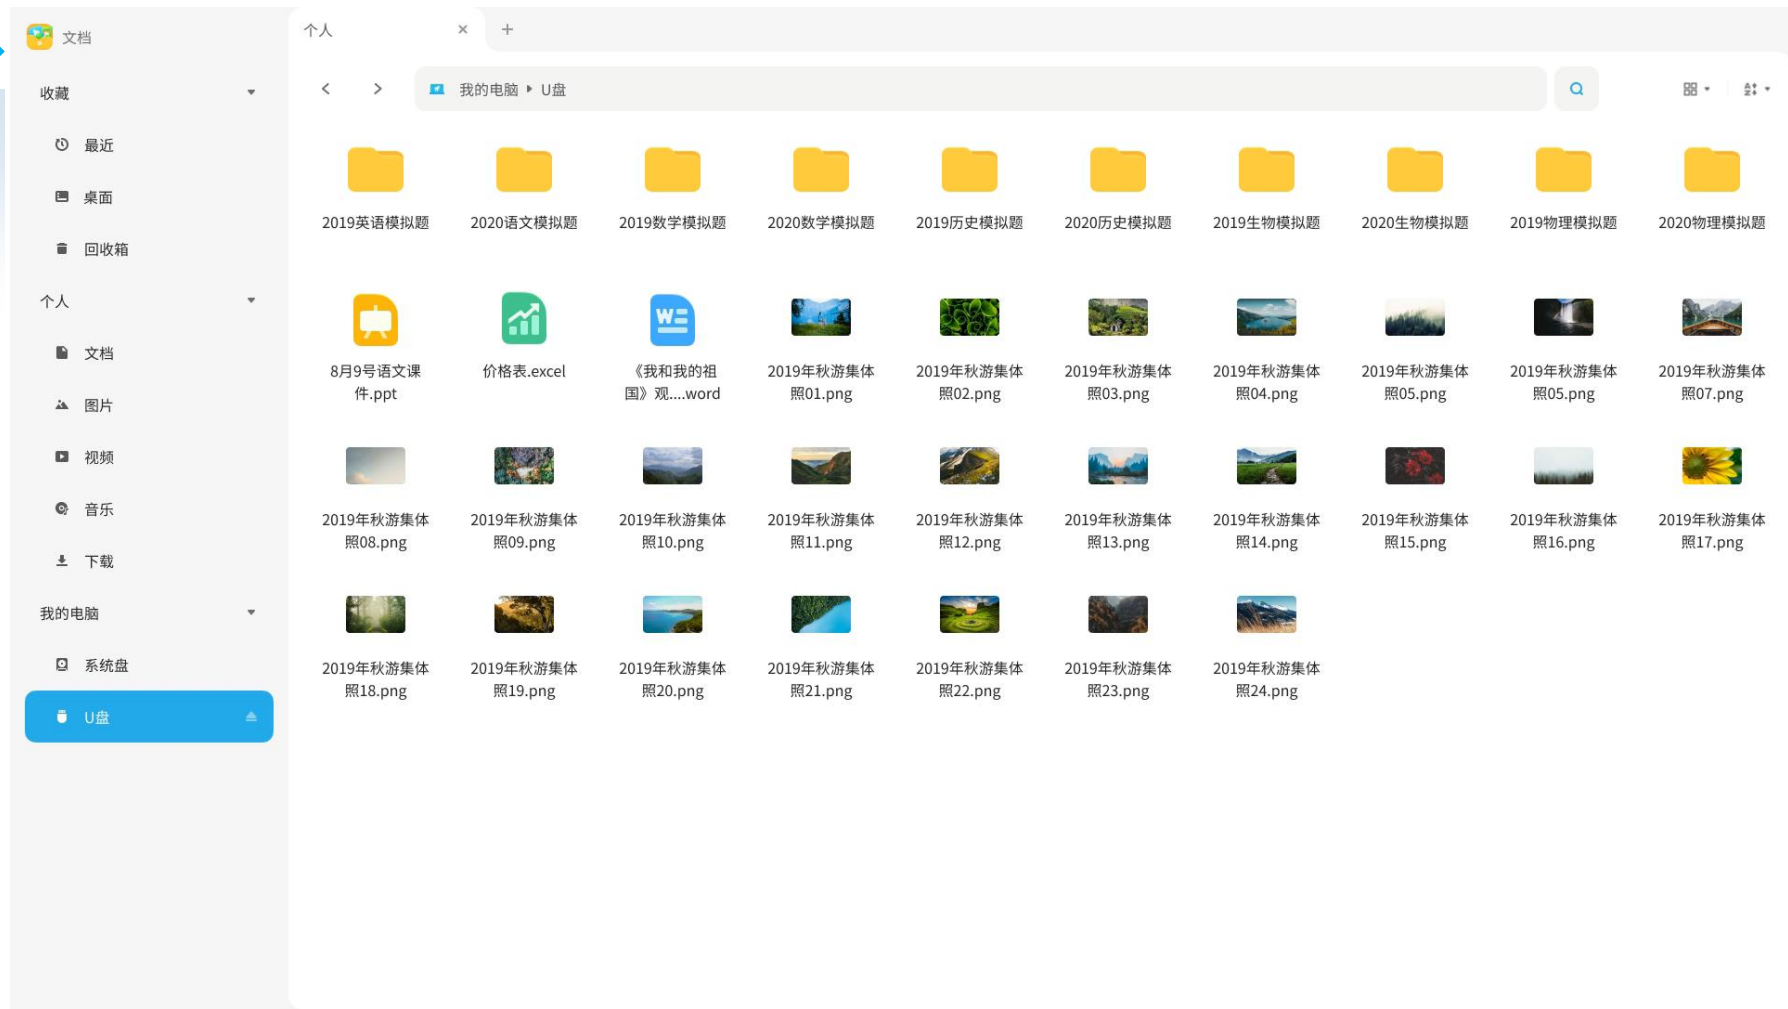 文档
个人
收藏
最近
桌面
回收箱
个人
文档
图片
视频
音乐
下载
我的电脑
系统盘
U盘
我的电脑 U盘
2019英语模拟题 2020语文模拟题 2019数学模拟题 2020数学模拟题 2019历史模拟题 2020历史模拟题 2019生物模拟题 2020生物模拟题 2019物理模拟题 2020物理模拟题
8月9号语文课
件.ppt
价格表.excel
《我和我的祖
国》观....word
2019年秋游集体
照01.png
2019年秋游集体
照02.png
2019年秋游集体
照03.png
2019年秋游集体
照04.png
2019年秋游集体
照05.png
2019年秋游集体
照05.png
2019年秋游集体
照07.png
2019年秋游集体
照08.png
2019年秋游集体
照09.png
2019年秋游集体
照10.png
2019年秋游集体
照11.png
2019年秋游集体
照12.png
2019年秋游集体
照13.png
2019年秋游集体
照14.png
2019年秋游集体
照15.png
2019年秋游集体
照16.png
2019年秋游集体
照17.png
2019年秋游集体
照18.png
2019年秋游集体
照19.png
2019年秋游集体
照20.png
2019年秋游集体
照21.png
2019年秋游集体
照22.png
2019年秋游集体
照23.png
2019年秋游集体
照24.png